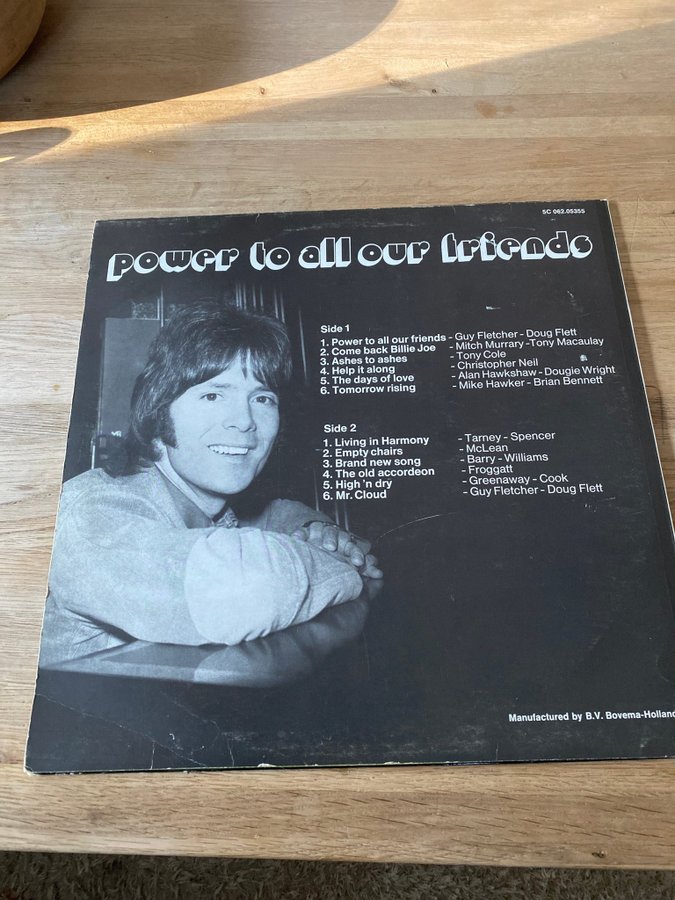 5C 062.05355
power to all our friends
Side 1
1. Power to all our friends - Guy Fletcher - Doug Flett
2. Come back Billie Joe - Mitch Murrary - Tony Macaulay
3. Ashes to ashes - Tony Cole
4. Help it along - Christopher Neil
5. The days of love - Alan Hawkshaw - Dougie Wright
6. Tomorrow rising - Mike Hawker - Brian Bennett
Side 2
1. Living in Harmony - Tarney - Spencer
2. Empty chairs - McLean
3. Brand new song - Barry - Williams
4. The old accordeon - Froggatt
5. High 'n dry - Greenaway - Cook
6. Mr. Cloud - Guy Fletcher - Doug Flett
Manufactured by B.V. Bovema-Holland